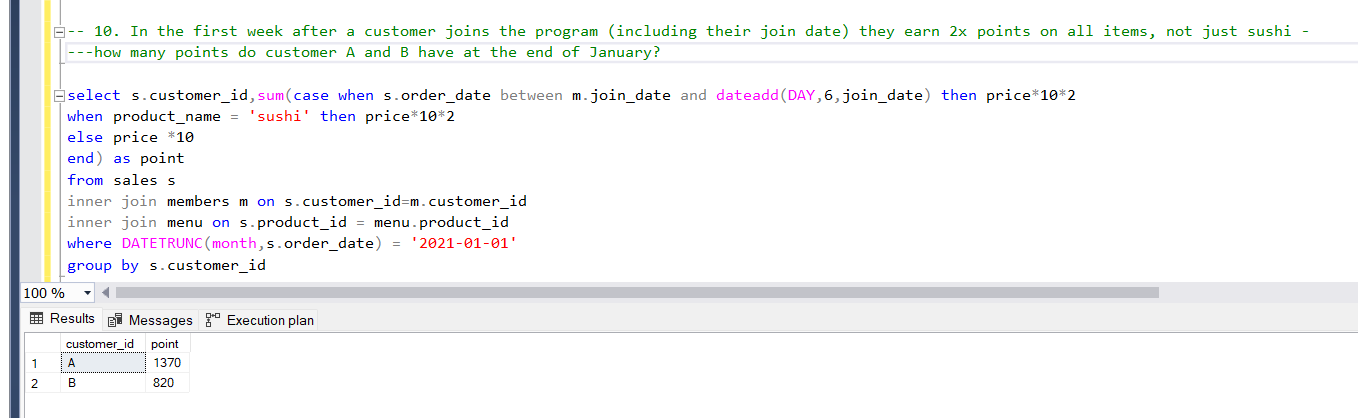 -- 10. In the first week after a customer joins the program (including their join date) they earn 2x points on all items, not just sushi -
---how many points do customer A and B have at the end of January?
select s.customer_id,sum(case when s.order_date between m.join_date and dateadd(DAY,6,join_date) then price*10*2
when product_name = 'sushi' then price*10*2
else price *10
end) as point
from sales s
inner join members m on s.customer_id=m.customer_id
inner join menu on s.product_id = menu.product_id
where DATETRUNC(month,s.order_date) = '2021-01-01'
group by s.customer_id
100 %
Results Messages Execution plan
customer_id point
1 A 1370
2 B 820